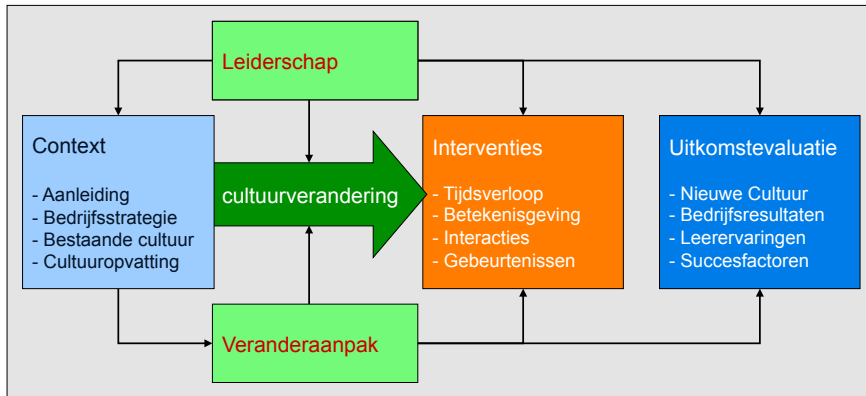 Leiderschap
Context
- Aanleiding
- Bedrijfsstrategie
- Bestaande cultuur
- Cultuuropvatting
cultuurverandering
Interventies
- Tijdsverloop
- Betekenisgeving
- Interacties
- Gebeurtenissen
Uitkomstevaluatie
- Nieuwe Cultuur
- Bedrijfsresultaten
- Leerervaringen
- Succesfactoren
Veranderaanpak